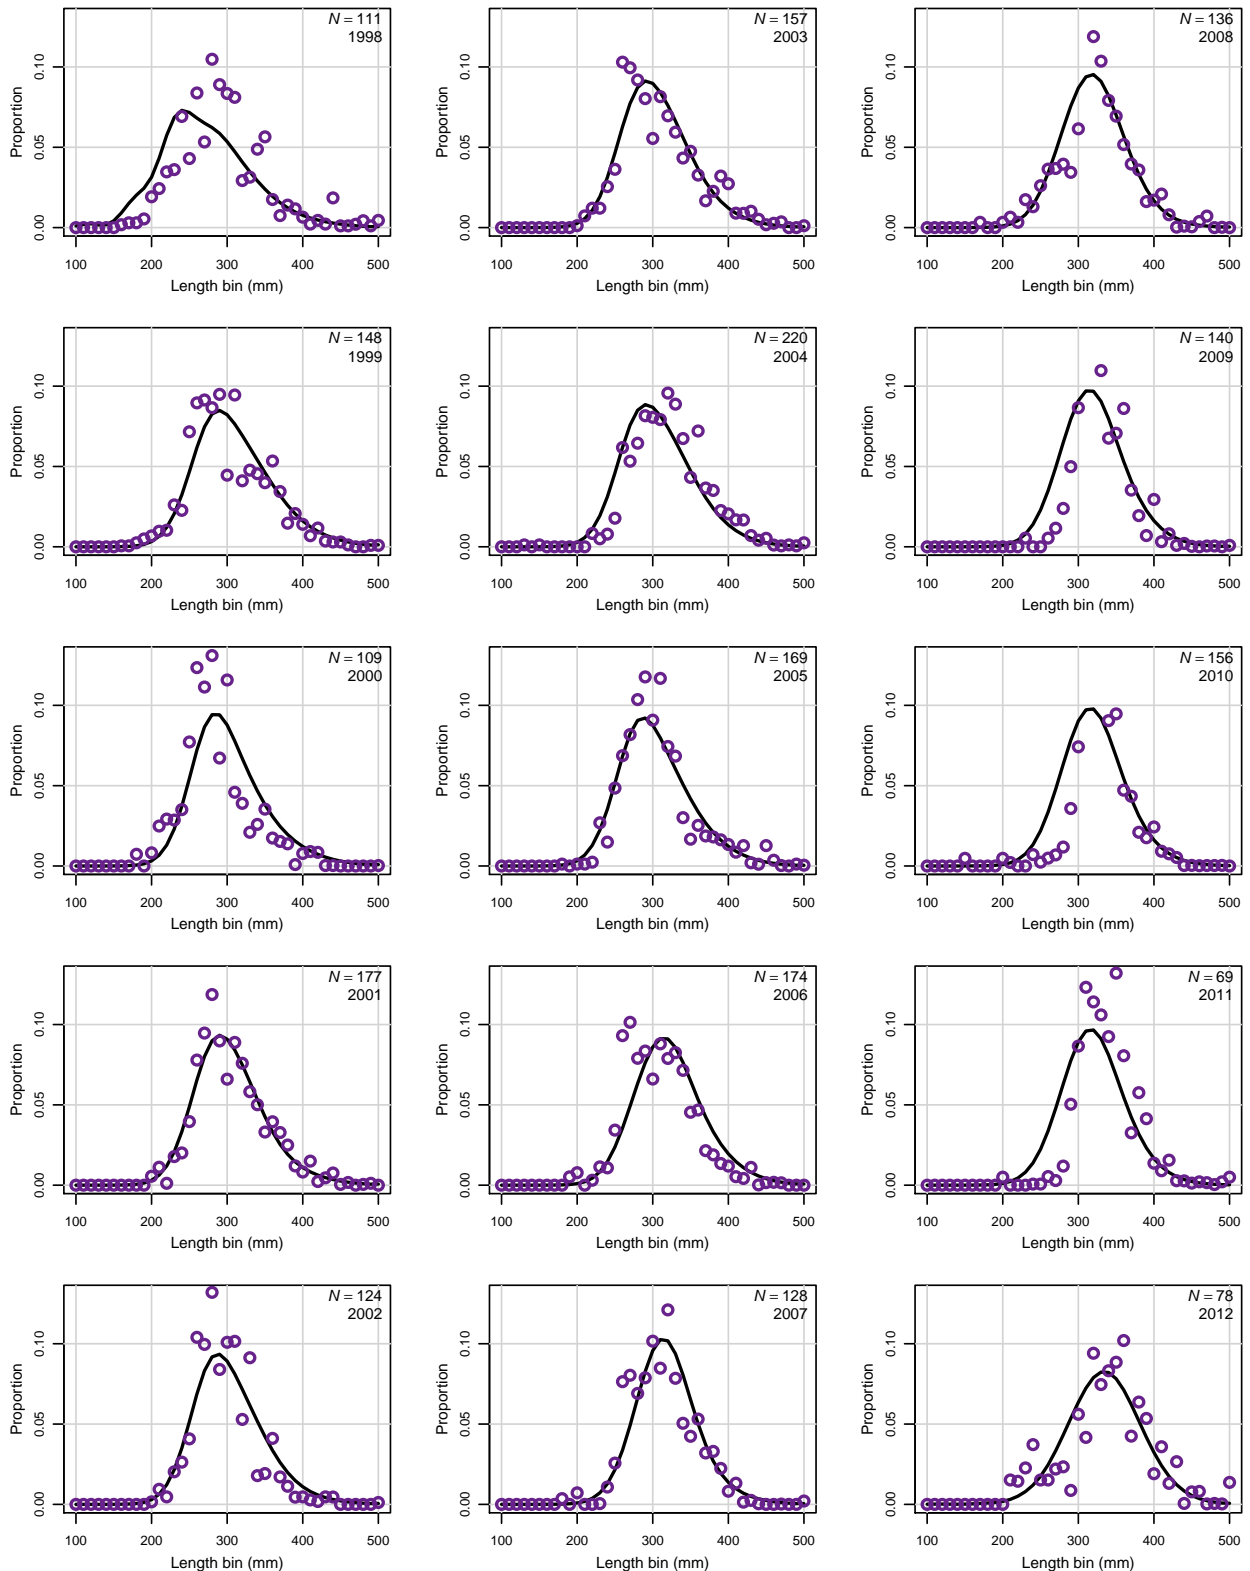 N = 111
1998
Proportion
0.00 0.05 0.10
100 200 300 400 500
Length bin (mm)
N = 148
1999
Proportion
0.00 0.05 0.10
100 200 300 400 500
Length bin (mm)
N = 109
2000
Proportion
0.00 0.05 0.10
100 200 300 400 500
Length bin (mm)
N = 177
2001
Proportion
0.00 0.05 0.10
100 200 300 400 500
Length bin (mm)
N = 124
2002
Proportion
0.00 0.05 0.10
100 200 300 400 500
Length bin (mm)
N = 157
2003
Proportion
0.00 0.05 0.10
100 200 300 400 500
Length bin (mm)
N = 220
2004
Proportion
0.00 0.05 0.10
100 200 300 400 500
Length bin (mm)
N = 169
2005
Proportion
0.00 0.05 0.10
100 200 300 400 500
Length bin (mm)
N = 174
2006
Proportion
0.00 0.05 0.10
100 200 300 400 500
Length bin (mm)
N = 128
2007
Proportion
0.00 0.05 0.10
100 200 300 400 500
Length bin (mm)
N = 136
2008
Proportion
0.00 0.05 0.10
100 200 300 400 500
Length bin (mm)
N = 140
2009
Proportion
0.00 0.05 0.10
100 200 300 400 500
Length bin (mm)
N = 156
2010
Proportion
0.00 0.05 0.10
100 200 300 400 500
Length bin (mm)
N = 69
2011
Proportion
0.00 0.05 0.10
100 200 300 400 500
Length bin (mm)
N = 78
2012
Proportion
0.00 0.05 0.10
100 200 300 400 500
Length bin (mm)